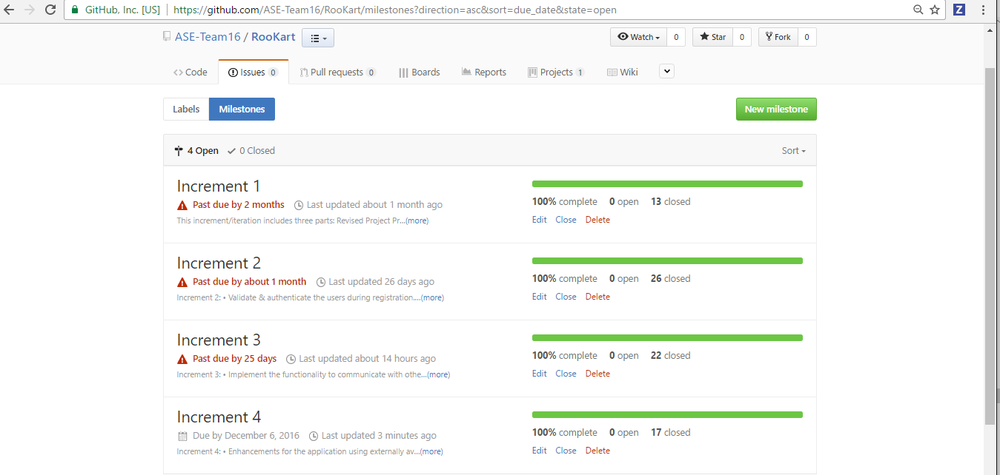 GitHub, Inc. [US] https://github.com/ASE-Team16/RooKart/milestones?direction=asc&sort=due_date&state=open Z
ASE-Team16 / RooKart Watch 0 Star 0 Fork 0
Code Issues 0 Pull requests 0 Boards Reports Projects 1 Wiki
Labels Milestones New milestone
4 Open 0 Closed Sort
Increment 1
Past due by 2 months Last updated about 1 month ago
This increment/iteration includes three parts: Revised Project Pr...(more)
100% complete 0 open 13 closed
Edit Close Delete
Increment 2
Past due by about 1 month Last updated 26 days ago
Increment 2: • Validate & authenticate the users during registration....(more)
100% complete 0 open 26 closed
Edit Close Delete
Increment 3
Past due by 25 days Last updated about 14 hours ago
Increment 3: • Implement the functionality to communicate with othe...(more)
100% complete 0 open 22 closed
Edit Close Delete
Increment 4
Due by December 6, 2016 Last updated 3 minutes ago
Increment 4: • Enhancements for the application using externally av...(more)
100% complete 0 open 17 closed
Edit Close Delete